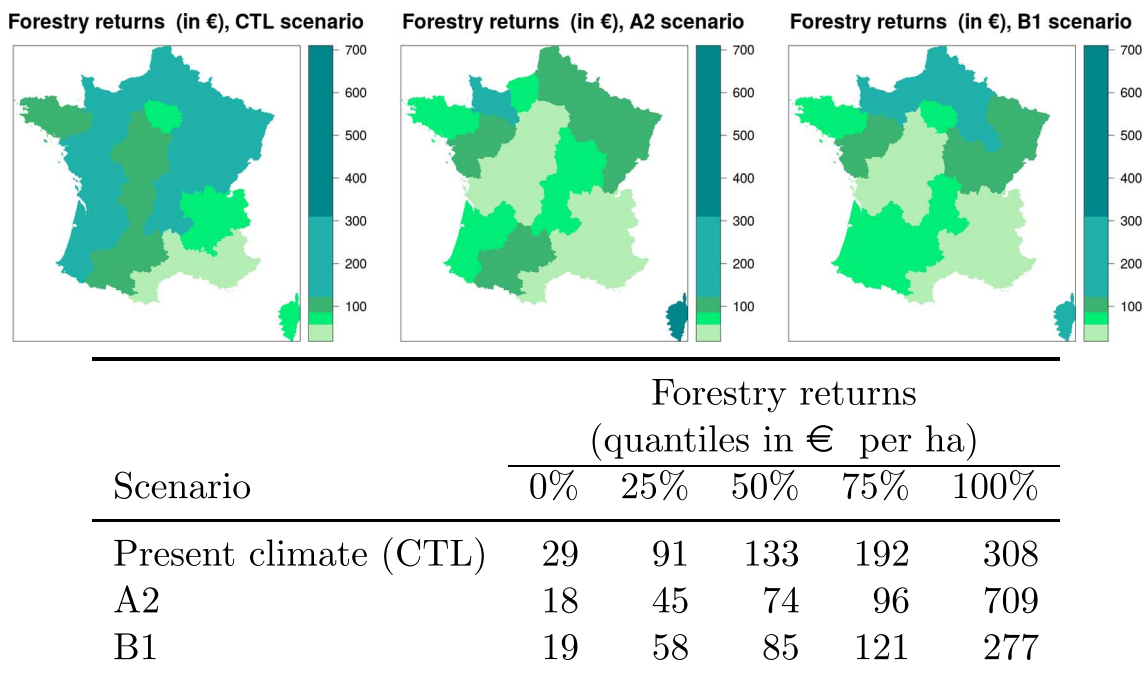 Forestry returns (in €), CTL scenario
700
600
500
400
300
200
100
Forestry returns (in €), A2 scenario
700
600
500
400
300
200
100
Forestry returns (in €), B1 scenario
700
600
500
400
300
200
100
Forestry returns
(quantiles in € per ha)
Scenario 0% 25% 50% 75% 100%
Present climate (CTL) 29 91 133 192 308
A2 18 45 74 96 709
B1 19 58 85 121 277